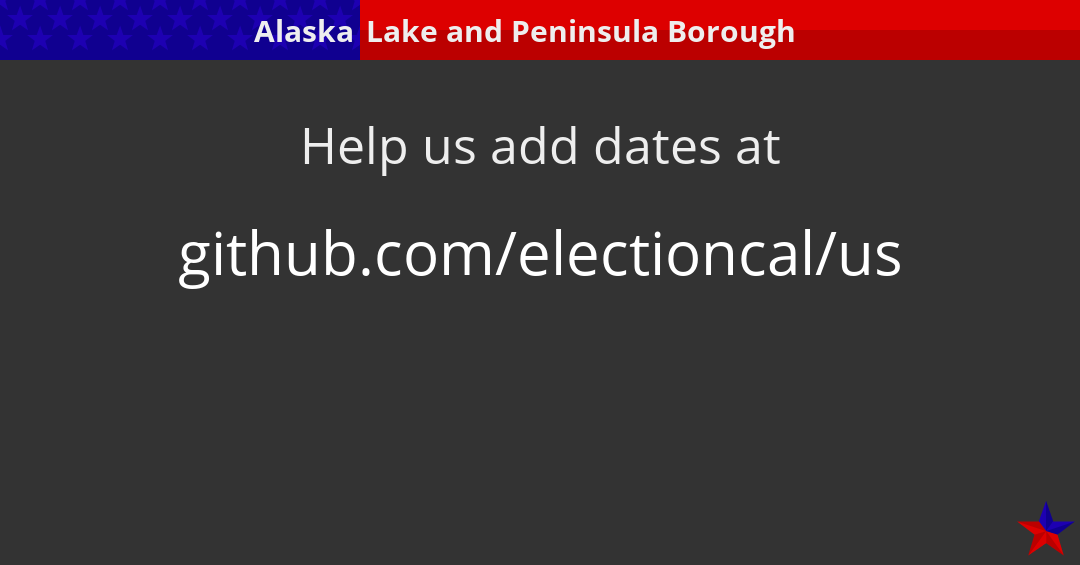 Alaska Lake and Peninsula Borough
Help us add dates at
github.com/electioncal/us